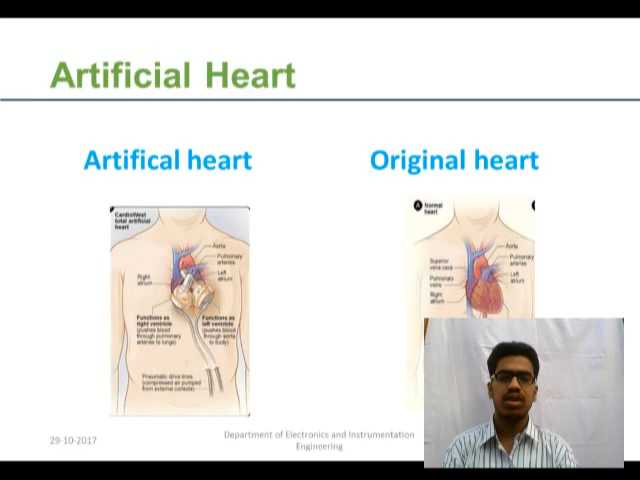 Artificial Heart
Artifical heart
Original heart
CardioWest
total artificial
heart
Aorta
Pulmonary
arteries
Left
atrium
Right
atrium
Functions as
right ventricle
(pushes blood
through pulmonary
arteries to lungs)
Functions as
left ventricle
(pushes blood
through aorta
to body)
Pneumatic drive lines
(compressed air pumped
from external console)
A Normal
heart
Aorta
Pulmonary
arteries
Left
atrium
Superior
vena cava
Pulmonary
veins
Right
atrium
29-10-2017
Department of Electronics and Instrumentation
Engineering